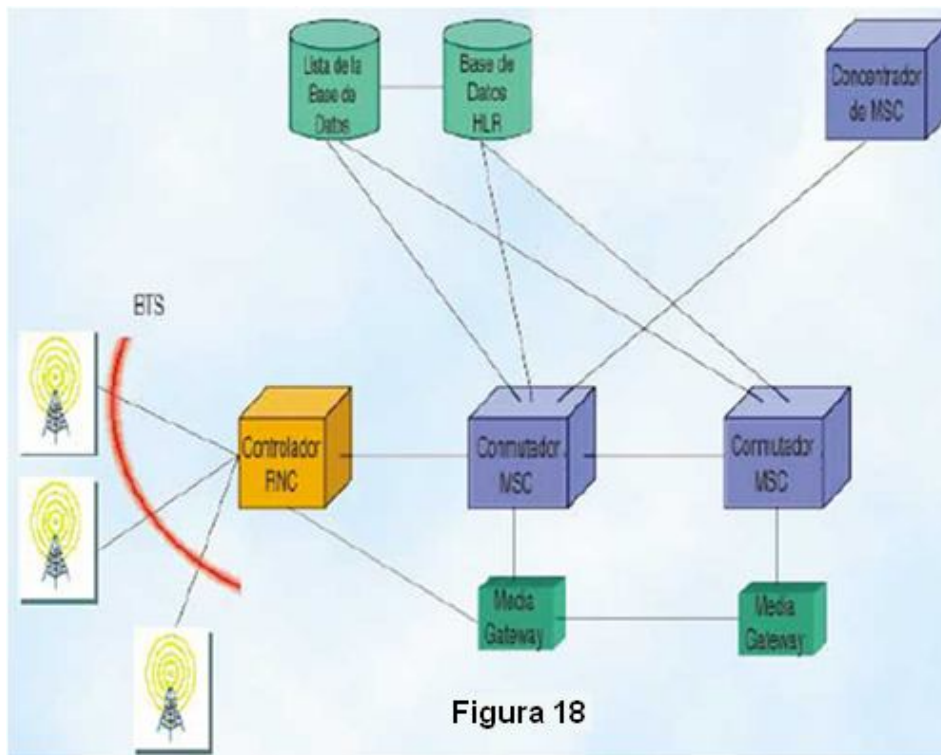 Lista de la
Base de
Datos
Base de
Datos
HLR
Concentrador
de MSC
BTS
Controlador
RNC
Conmutador
MSC
Conmutador
MSC
Media
Gateway
Media
Gateway
Figura 18